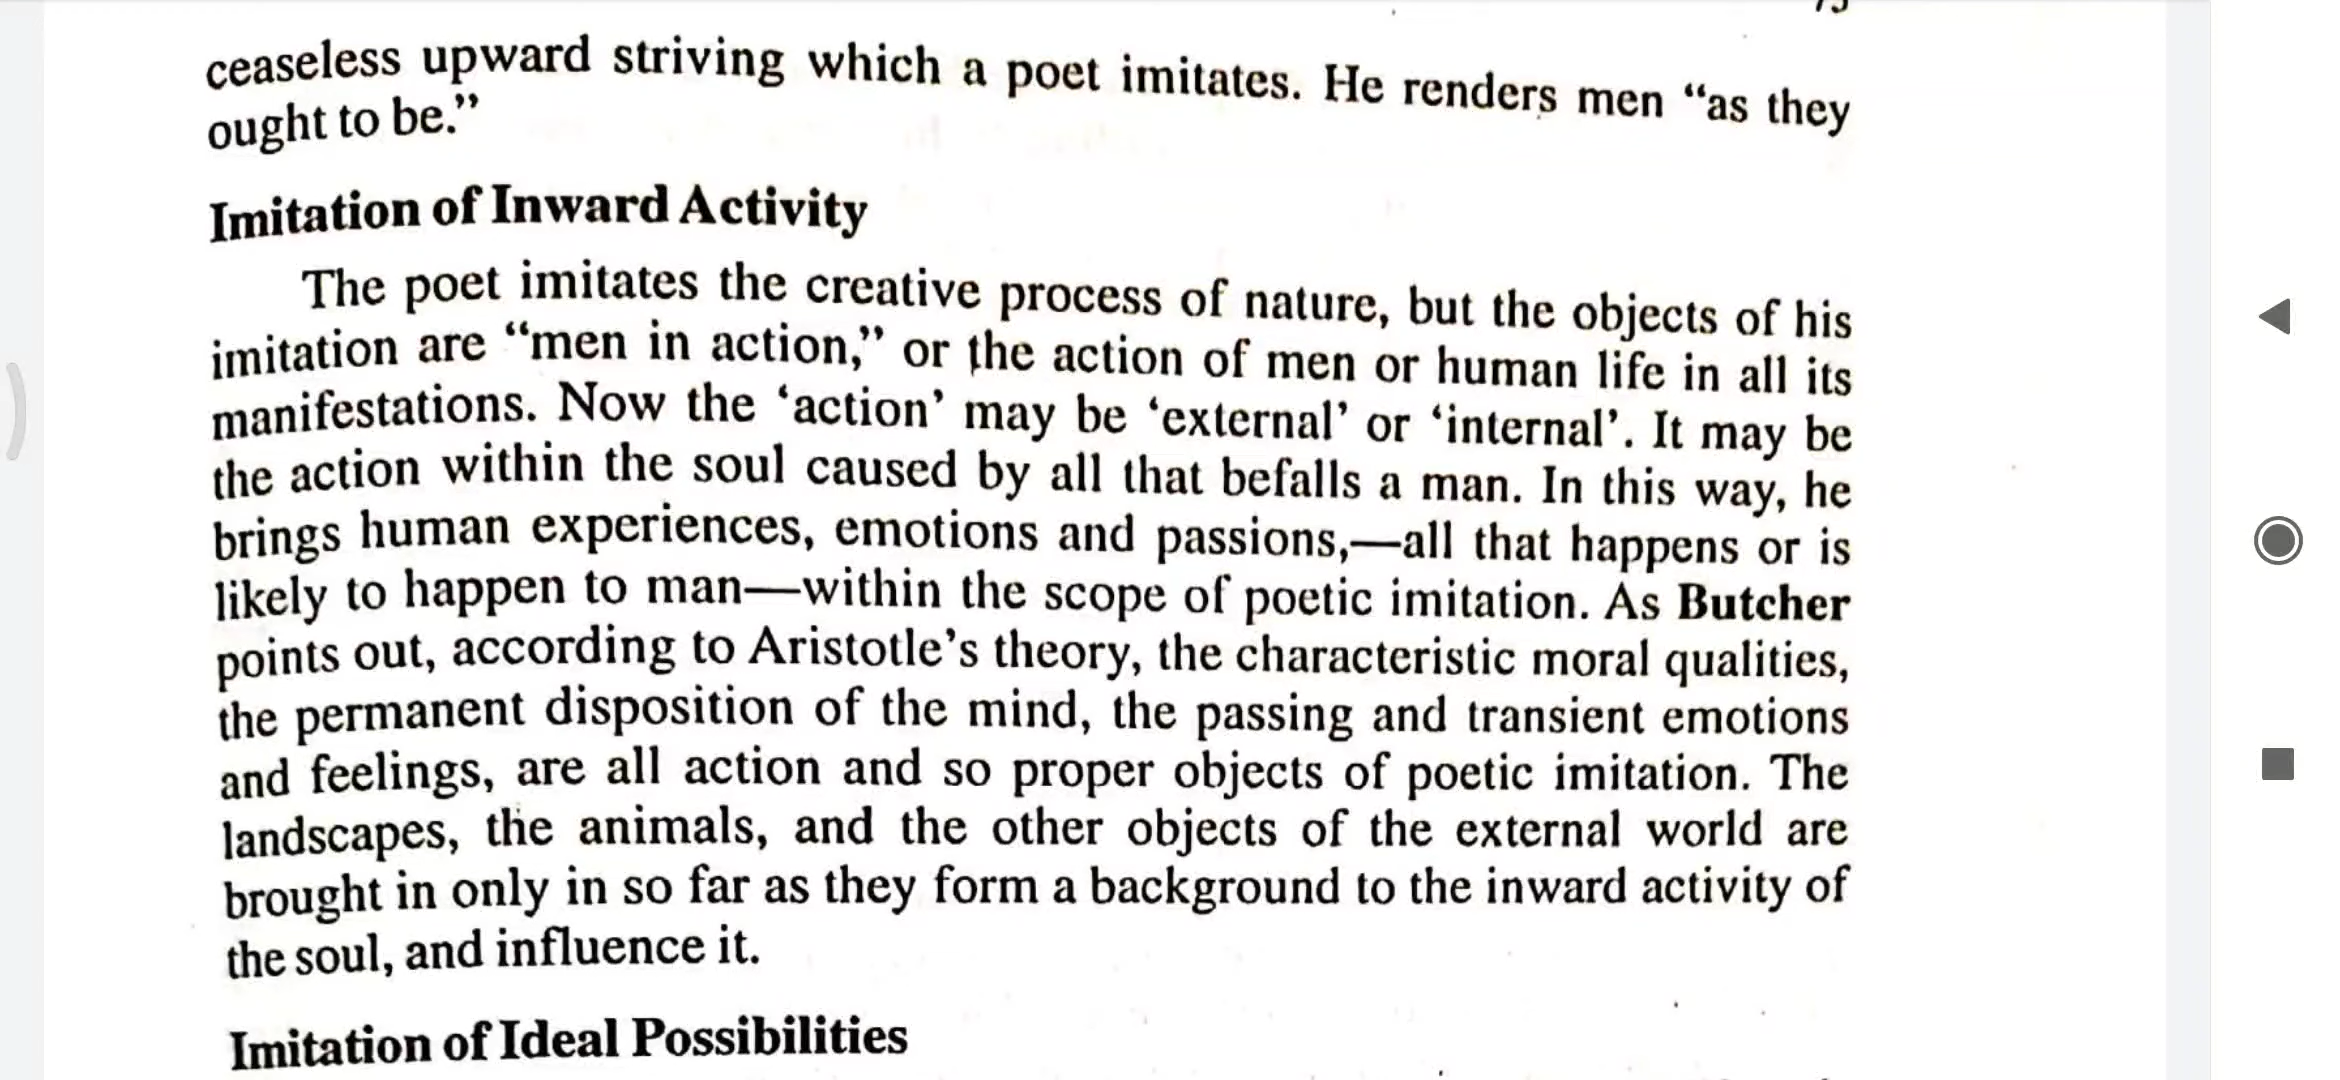 ceaseless upward striving which a poet imitates. He renders men “as they
ought to be.”
Imitation of Inward Activity
The poet imitates the creative process of nature, but the objects of his
imitation are “men in action,” or the action of men or human life in all its
manifestations. Now the ‘action’ may be ‘external’ or ‘internal’. It may be
the action within the soul caused by all that befalls a man. In this way, he
brings human experiences, emotions and passions,—all that happens or is
likely to happen to man—within the scope of poetic imitation. As Butcher
points out, according to Aristotle’s theory, the characteristic moral qualities,
the permanent disposition of the mind, the passing and transient emotions
and feelings, are all action and so proper objects of poetic imitation. The
landscapes, the animals, and the other objects of the external world are
brought in only in so far as they form a background to the inward activity of
the soul, and influence it.
Imitation of Ideal Possibilities